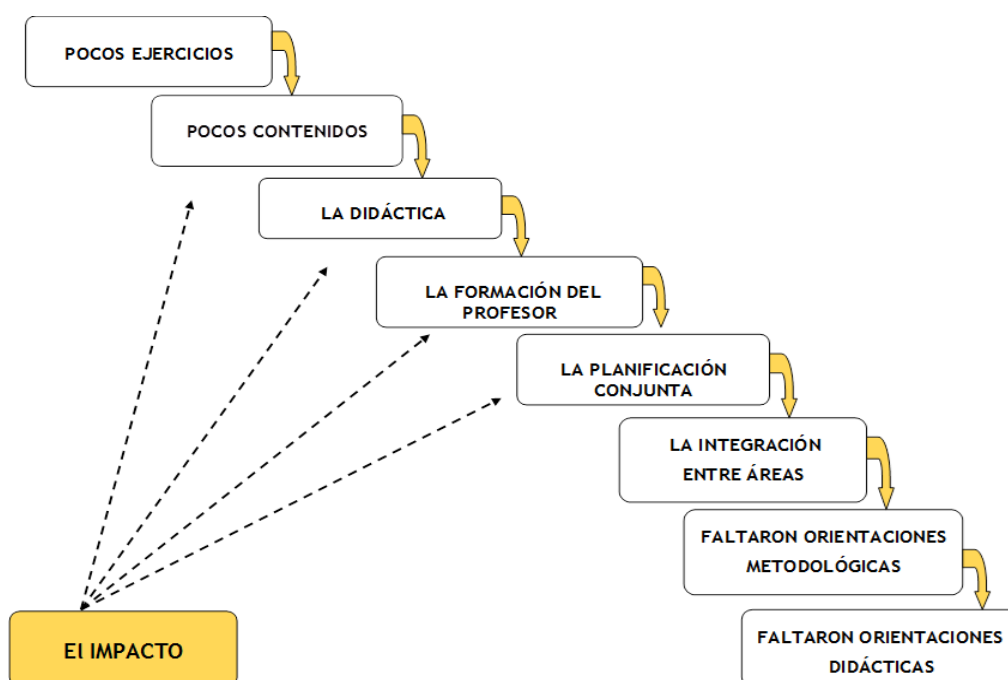 POCOS EJERCICIOS
POCOS CONTENIDOS
LA DIDÁCTICA
LA FORMACIÓN DEL
PROFESOR
LA PLANIFICACIÓN
CONJUNTA
LA INTEGRACIÓN
ENTRE ÁREAS
FALTARON ORIENTACIONES
METODOLÓGICAS
FALTARON ORIENTACIONES
DIDÁCTICAS
El IMPACTO